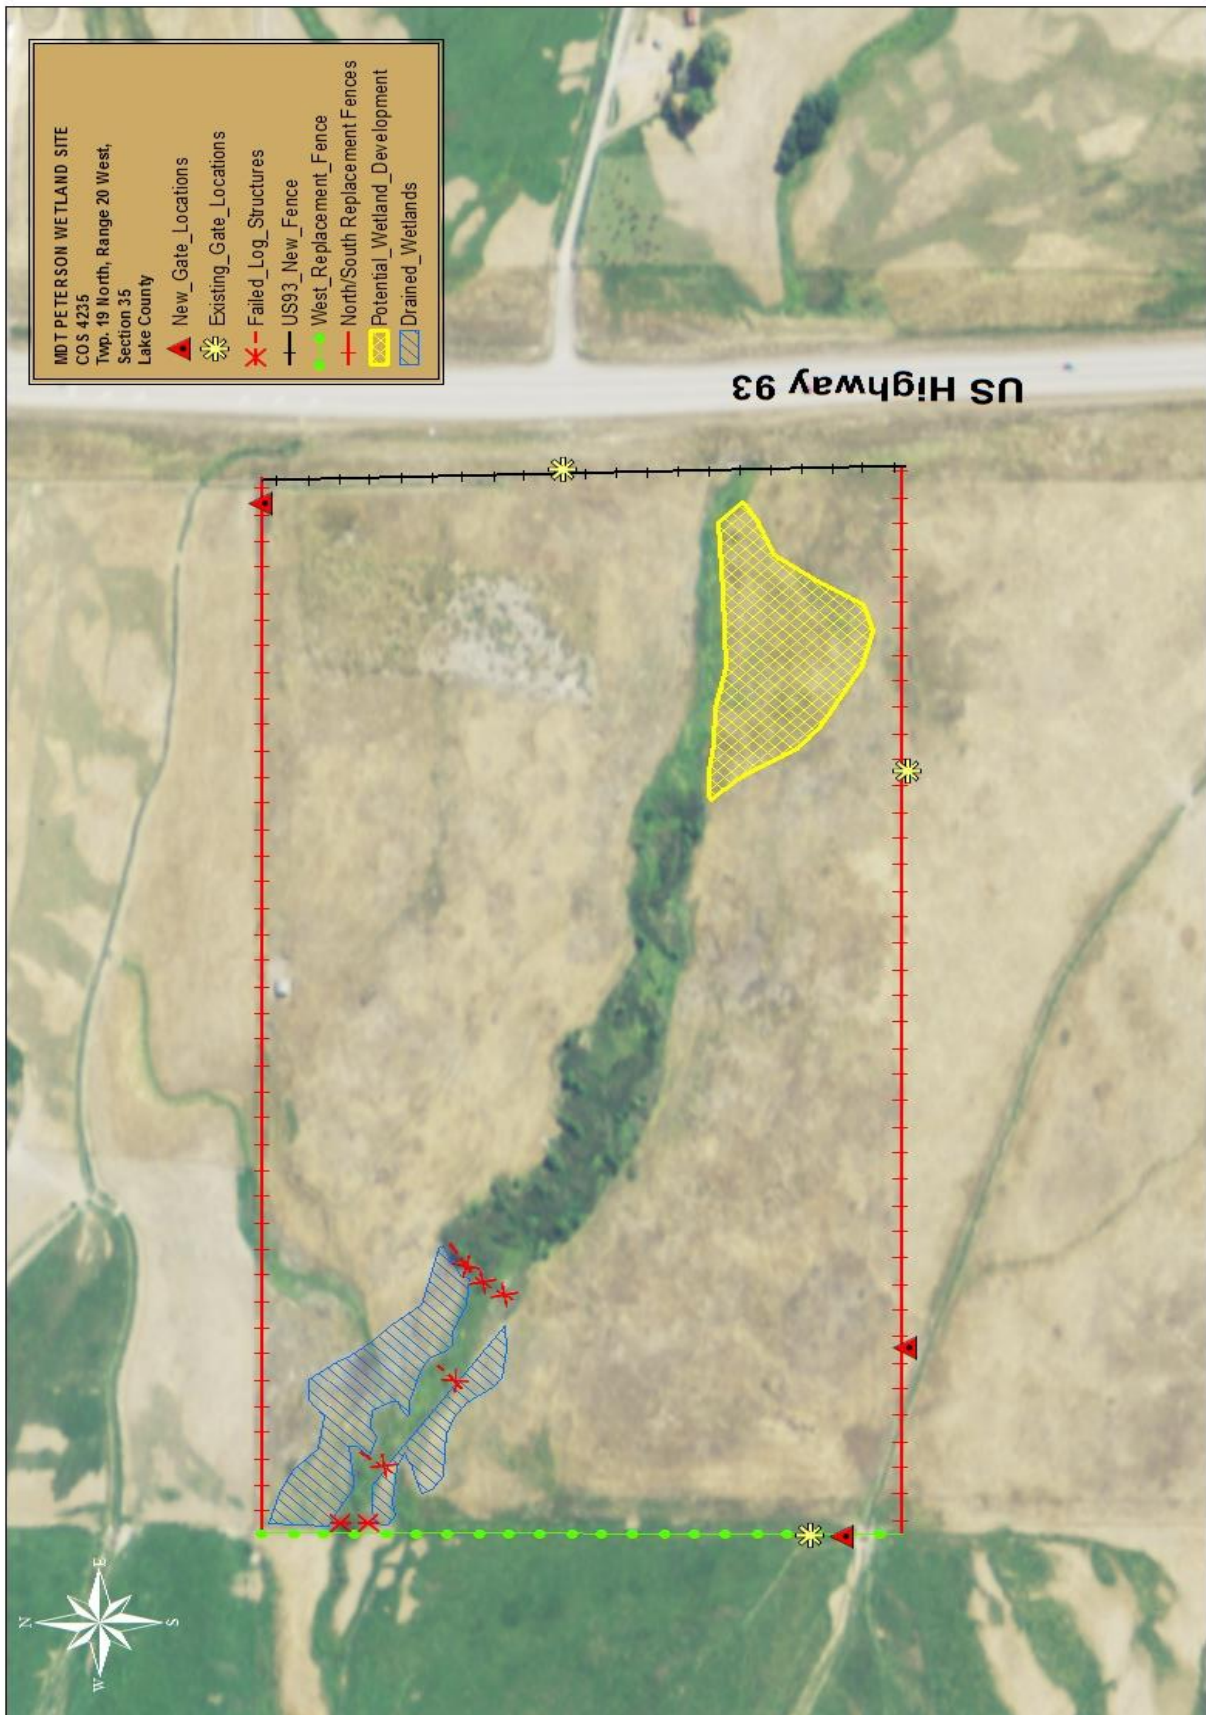 MDT PETERSON WETLAND SITE
COS 4235
Twp. 19 North, Range 20 West,
Section 35
Lake County
New_Gate_Locations
Existing_Gate_Locations
Failed_Log_Structures
US93_New_Fence
West_Replacement_Fence
North/South Replacement Fences
Potential_Wetland_Development
Drained_Wetlands
US Highway 93
N
W
E
S